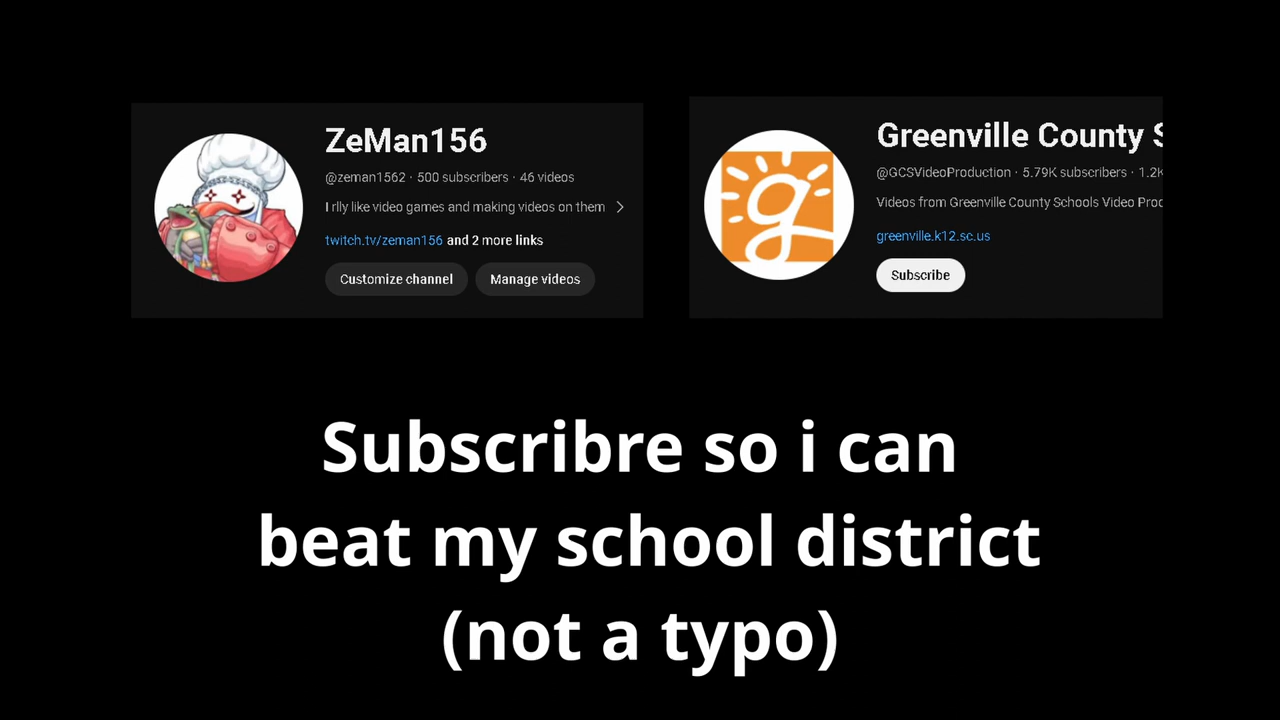 ZeMan156
@zeman1562 · 500 subscribers · 46 videos
I rlly like video games and making videos on them
twitch.tv/zeman156 and 2 more links
Customize channel Manage videos
Greenville County S
@GCSVideoProduction · 5.79K subscribers · 1.2K
Videos from Greenville County Schools Video Proc
greenville.k12.sc.us
Subscribe
g
Subscribre so i can
beat my school district
(not a typo)